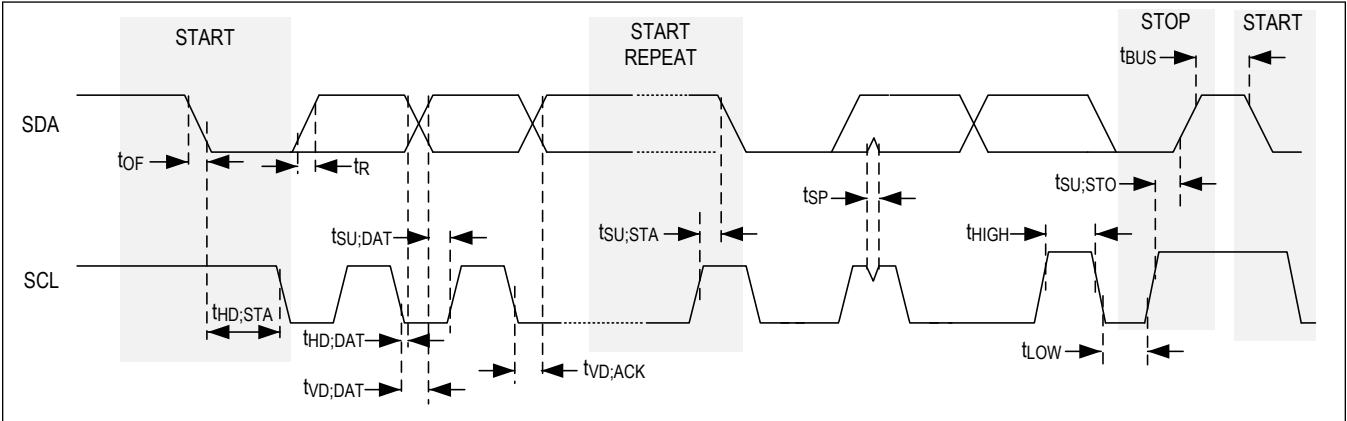 START
START
REPEAT
STOP
START
tBUS
SDA
tOF
tR
tSP
tSU;STO
tSU;DAT
tSU;STA
tHIGH
SCL
tHD;STA
tHD;DAT
tLOW
tVD;ACK
tVD;DAT